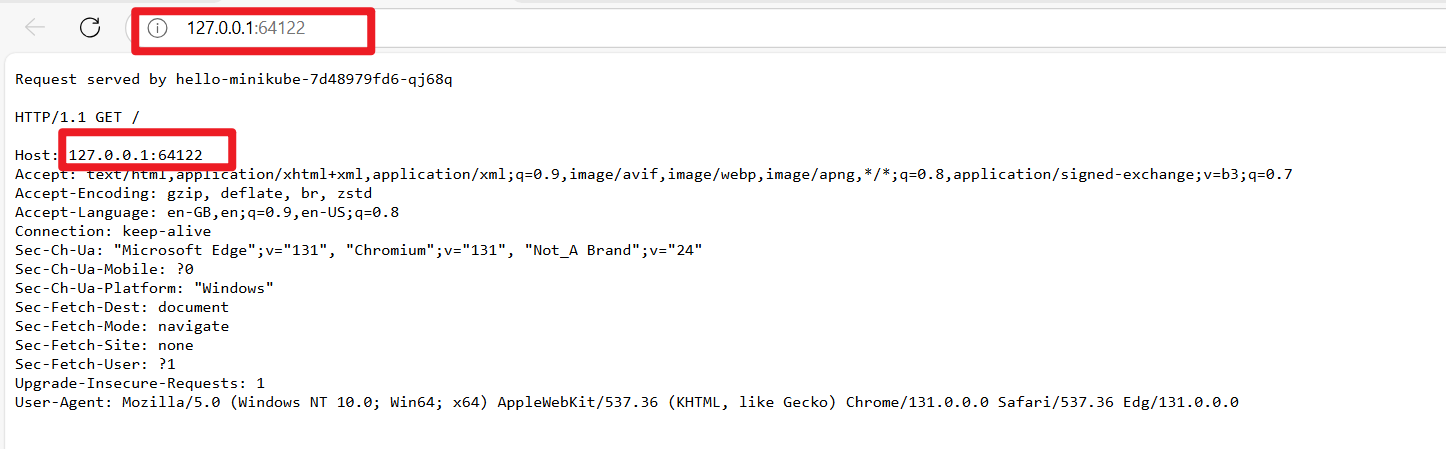 127.0.0.1:64122
Request served by hello-minikube-7d48979fd6-qj68q
HTTP/1.1 GET /
Host: 127.0.0.1:64122
Accept: text/html,application/xhtml+xml,application/xml;q=0.9,image/avif,image/webp,image/apng,*/*;q=0.8,application/signed-exchange;v=b3;q=0.7
Accept-Encoding: gzip, deflate, br, zstd
Accept-Language: en-GB,en;q=0.9,en-US;q=0.8
Connection: keep-alive
Sec-Ch-Ua: "Microsoft Edge";v="131", "Chromium";v="131", "Not_A Brand";v="24"
Sec-Ch-Ua-Mobile: ?0
Sec-Ch-Ua-Platform: "Windows"
Sec-Fetch-Dest: document
Sec-Fetch-Mode: navigate
Sec-Fetch-Site: none
Sec-Fetch-User: ?1
Upgrade-Insecure-Requests: 1
User-Agent: Mozilla/5.0 (Windows NT 10.0; Win64; x64) AppleWebKit/537.36 (KHTML, like Gecko) Chrome/131.0.0.0 Safari/537.36 Edg/131.0.0.0